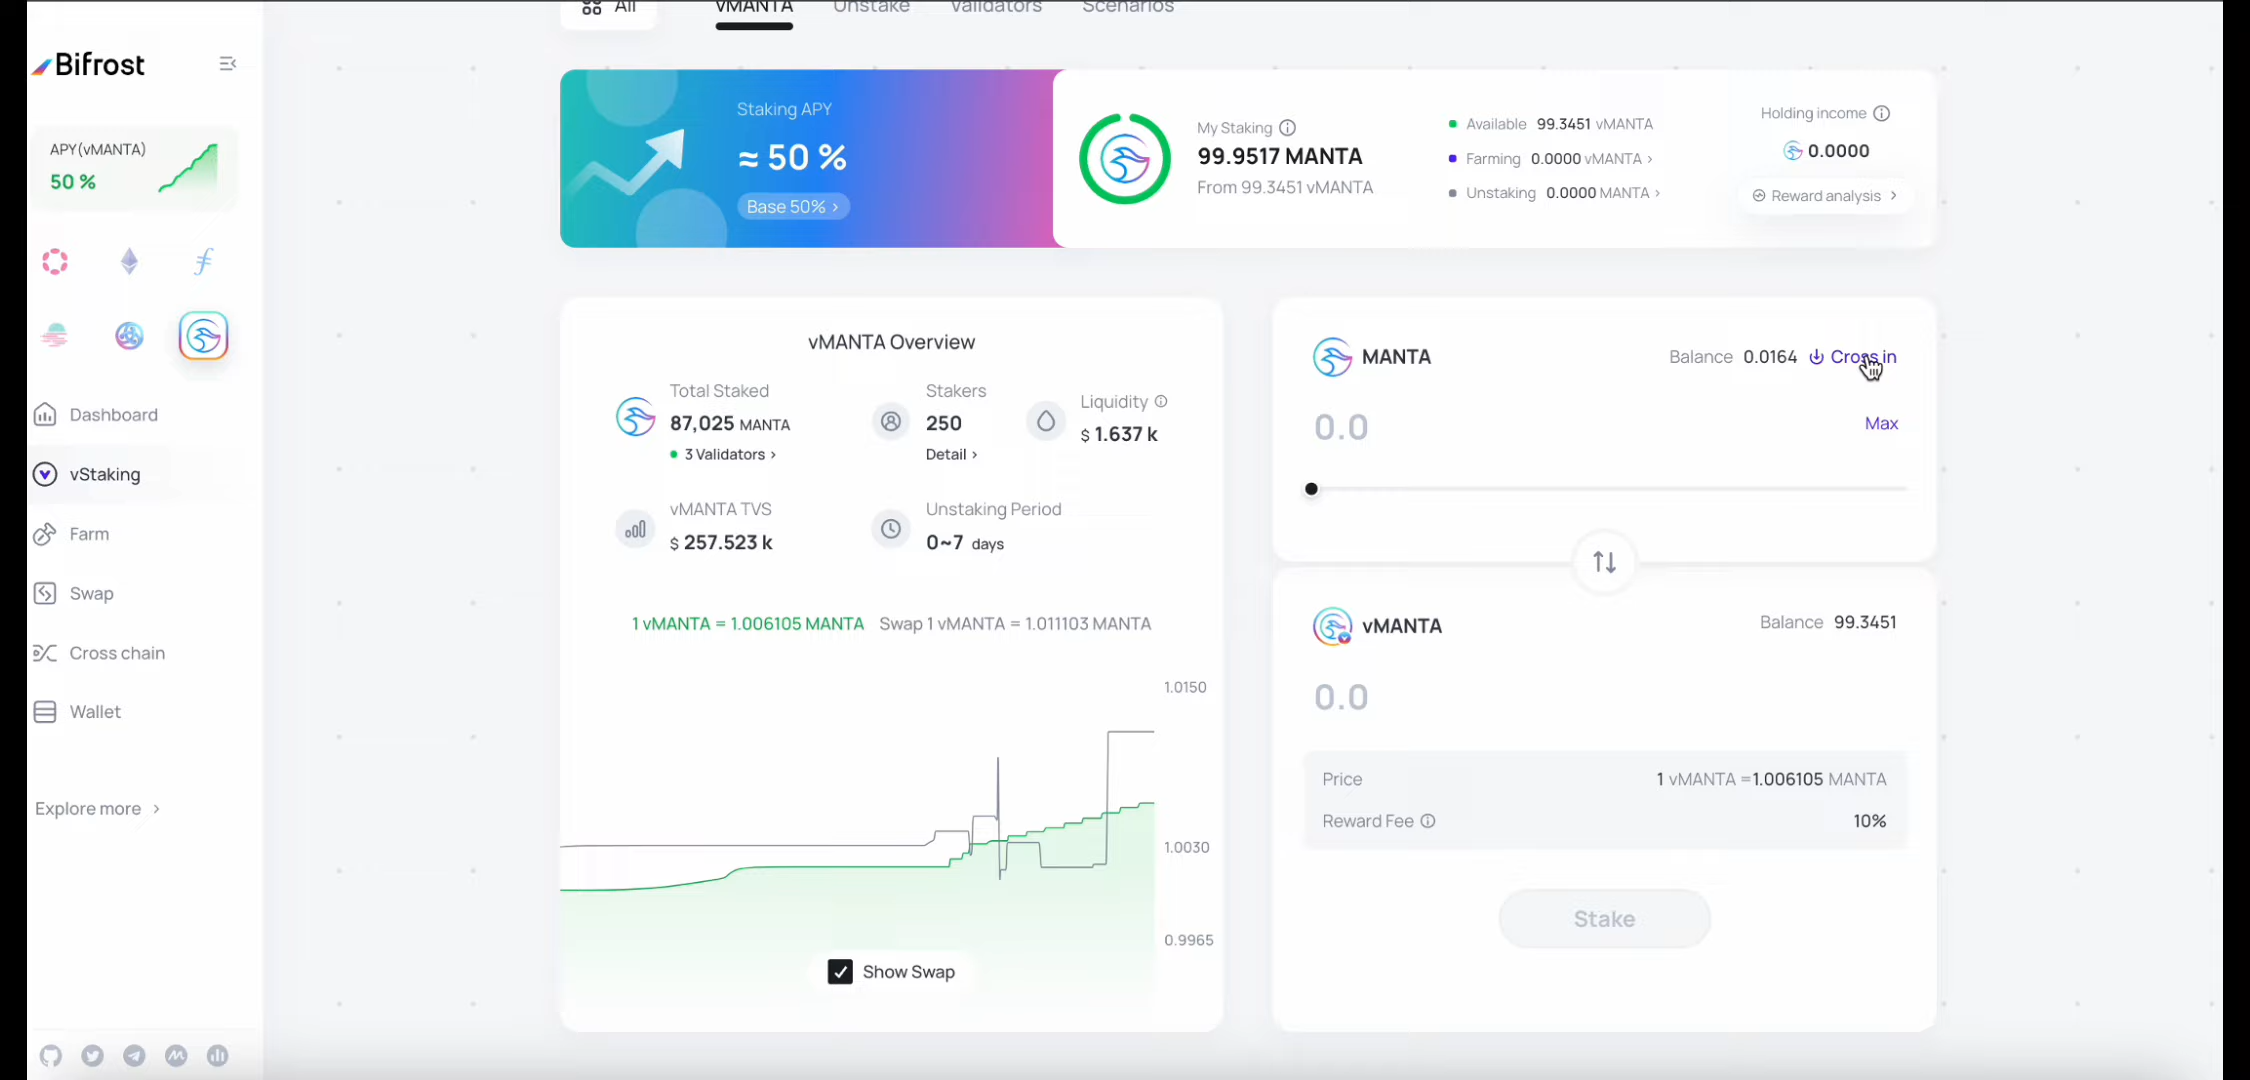 All
vMANTA
Unstake
Validators
Scenarios
Bifrost
APY(vMANTA)
50 %
Dashboard
vStaking
Farm
Swap
Cross chain
Wallet
Explore more >
Staking APY
≈ 50 %
Base 50% >
My Staking
99.9517 MANTA
From 99.3451 vMANTA
Available 99.3451 vMANTA
Farming 0.0000 vMANTA >
Unstaking 0.0000 MANTA >
Holding income
0.0000
Reward analysis >
vMANTA Overview
Total Staked
87,025 MANTA
3 Validators >
Stakers
250
Detail >
Liquidity
$ 1.637 k
vMANTA TVS
$ 257.523 k
Unstaking Period
0~7 days
1 vMANTA = 1.006105 MANTA Swap 1 vMANTA = 1.011103 MANTA
1.0150
1.0030
0.9965
Show Swap
MANTA
Balance 0.0164 Cross in
0.0
Max
vMANTA
Balance 99.3451
0.0
Price 1 vMANTA =1.006105 MANTA
Reward Fee 10%
Stake